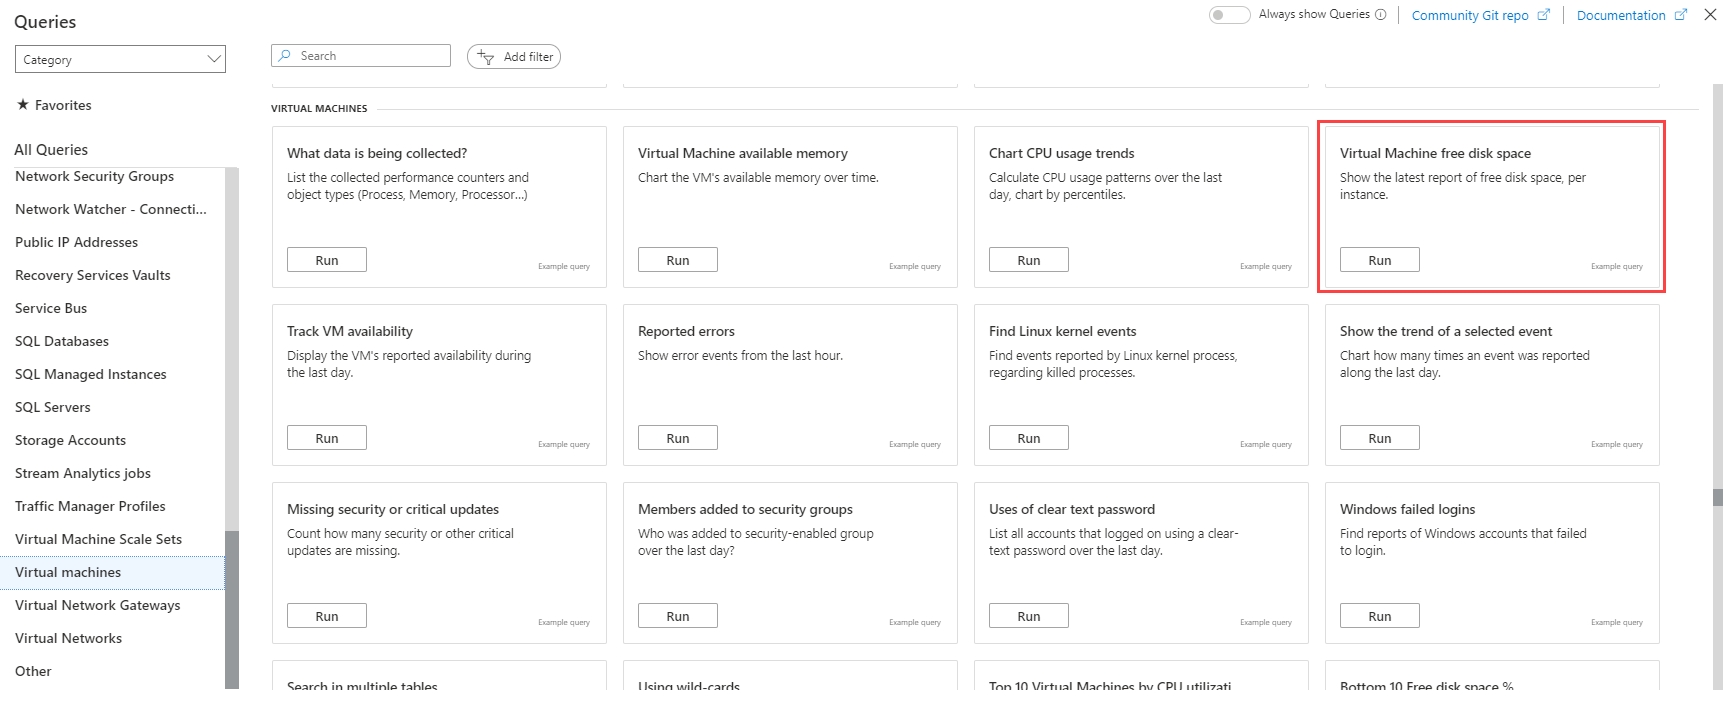 Queries
Always show Queries
Community Git repo
Documentation
Category
Search
Add filter
Favorites
All Queries
Network Security Groups
Network Watcher - Connecti...
Public IP Addresses
Recovery Services Vaults
Service Bus
SQL Databases
SQL Managed Instances
SQL Servers
Storage Accounts
Stream Analytics jobs
Traffic Manager Profiles
Virtual Machine Scale Sets
Virtual machines
Virtual Network Gateways
Virtual Networks
Other
VIRTUAL MACHINES
What data is being collected?
List the collected performance counters and
object types (Process, Memory, Processor...)
Run
Example query
Virtual Machine available memory
Chart the VM's available memory over time.
Run
Example query
Chart CPU usage trends
Calculate CPU usage patterns over the last
day, chart by percentiles.
Run
Example query
Virtual Machine free disk space
Show the latest report of free disk space, per
instance.
Run
Example query
Track VM availability
Display the VM's reported availability during
the last day.
Run
Example query
Reported errors
Show error events from the last hour.
Run
Example query
Find Linux kernel events
Find events reported by Linux kernel process,
regarding killed processes.
Run
Example query
Show the trend of a selected event
Chart how many times an event was reported
along the last day.
Run
Example query
Missing security or critical updates
Count how many security or other critical
updates are missing.
Run
Example query
Members added to security groups
Who was added to security-enabled group
over the last day?
Run
Example query
Uses of clear text password
List all accounts that logged on using a clear-
text password over the last day.
Run
Example query
Windows failed logins
Find reports of Windows accounts that failed
to login.
Run
Example query
Search in multiple tables
Using wild-cards
Top 10 Virtual Machines by CPU utilizati
Bottom 10 Free disk space %